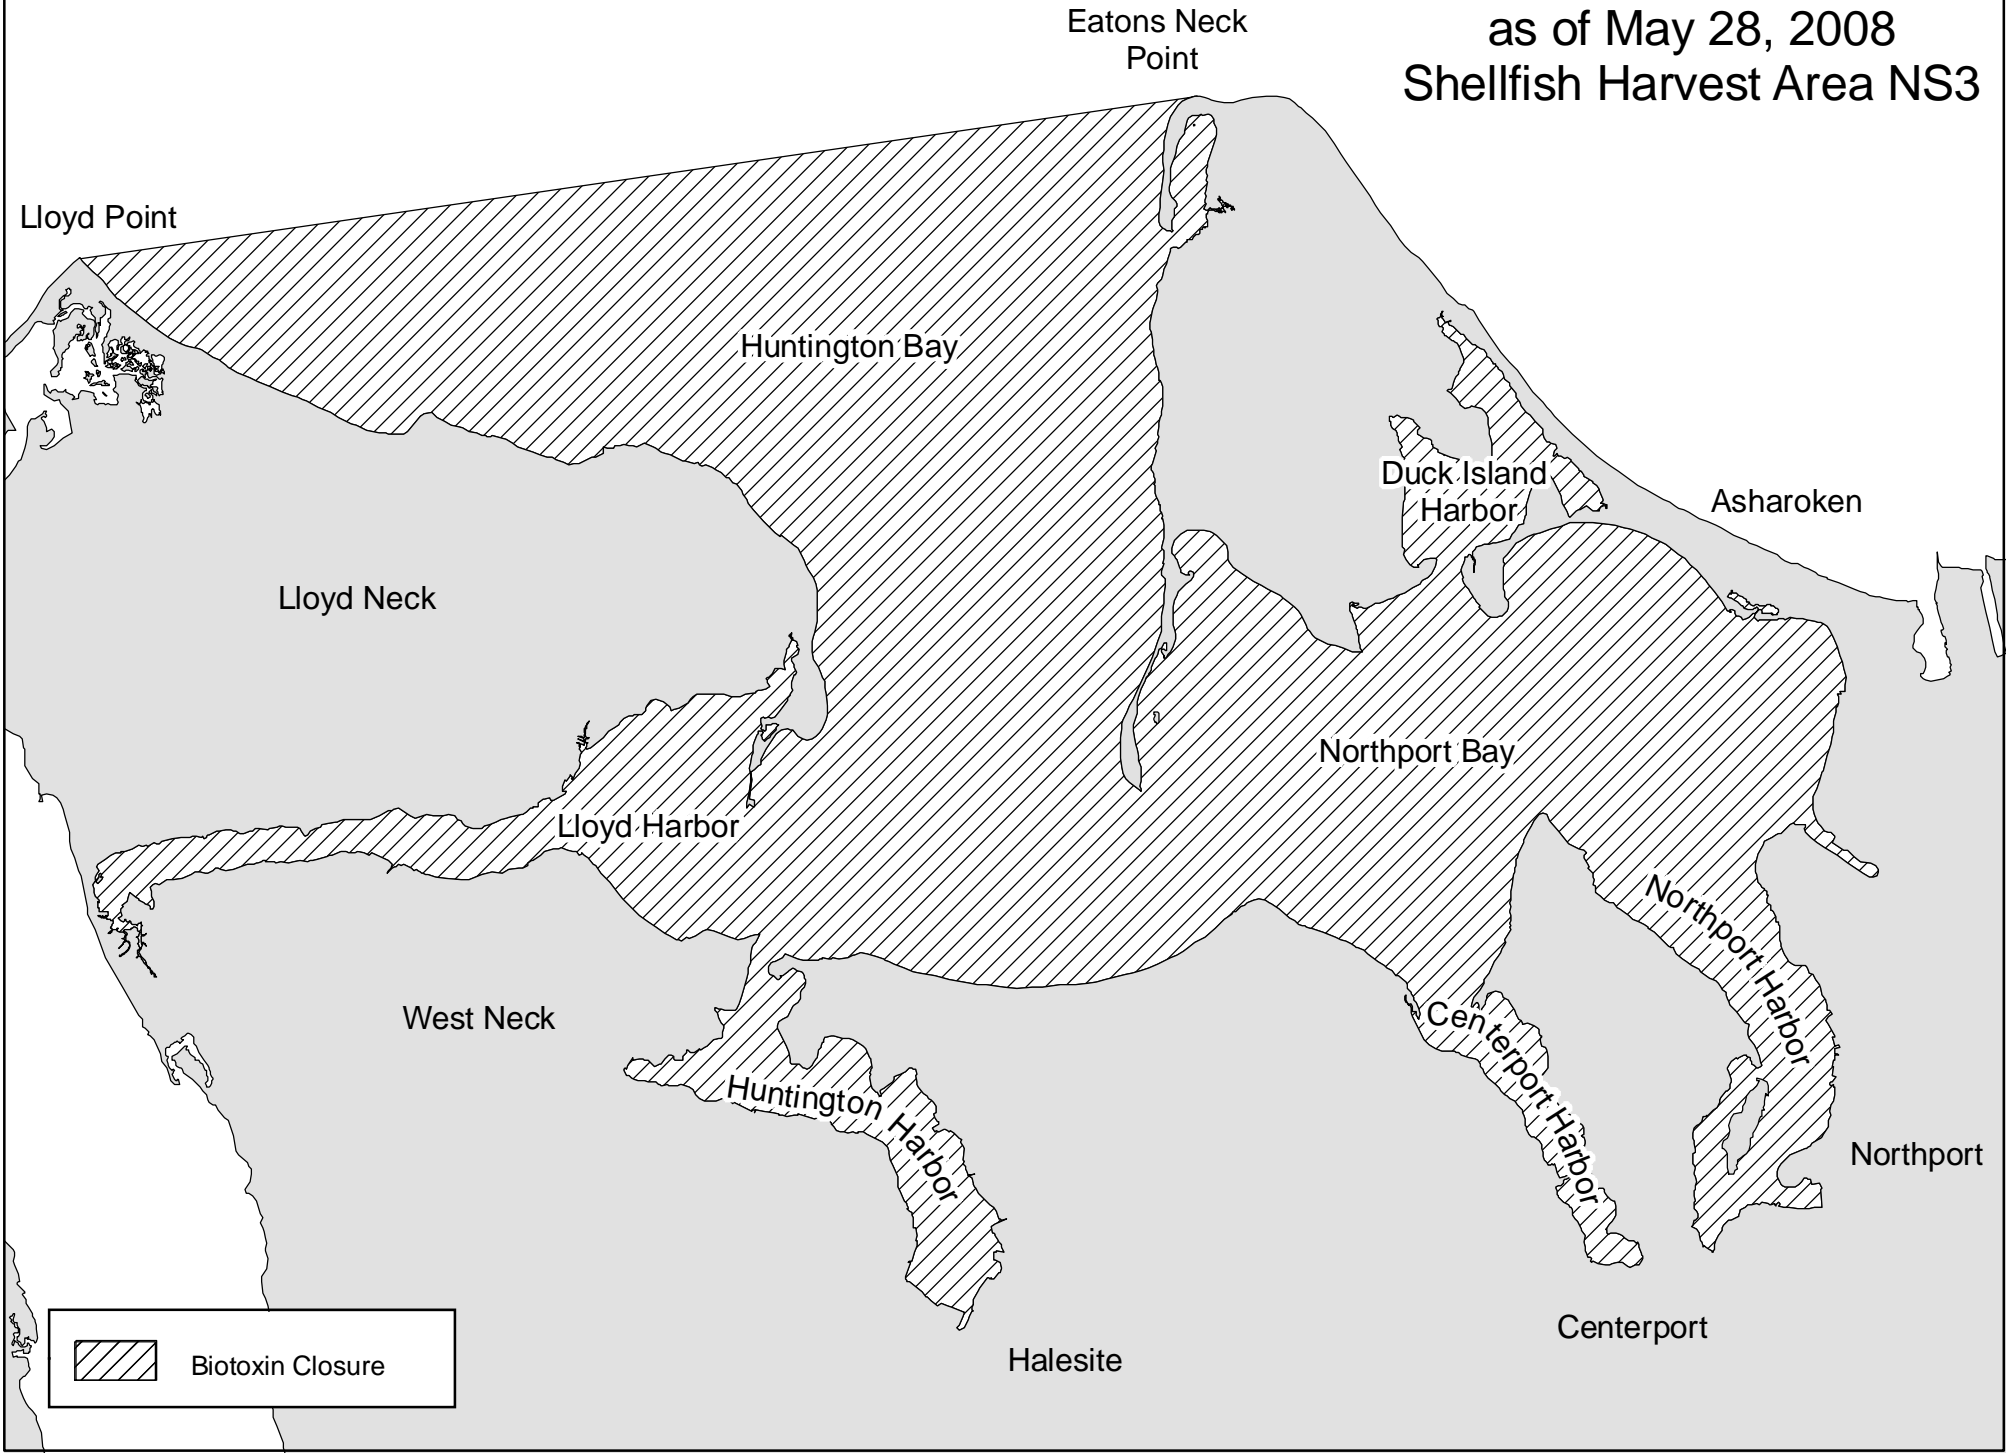 Eatons Neck
Point
as of May 28, 2008
Shellfish Harvest Area NS3
Lloyd Point
Huntington Bay
Duck Island
Harbor
Asharoken
Lloyd Neck
Northport Bay
Lloyd Harbor
Northport Harbor
West Neck
Centerport Harbor
Huntington Harbor
Northport
Centerport
Halesite
Biotoxin Closure